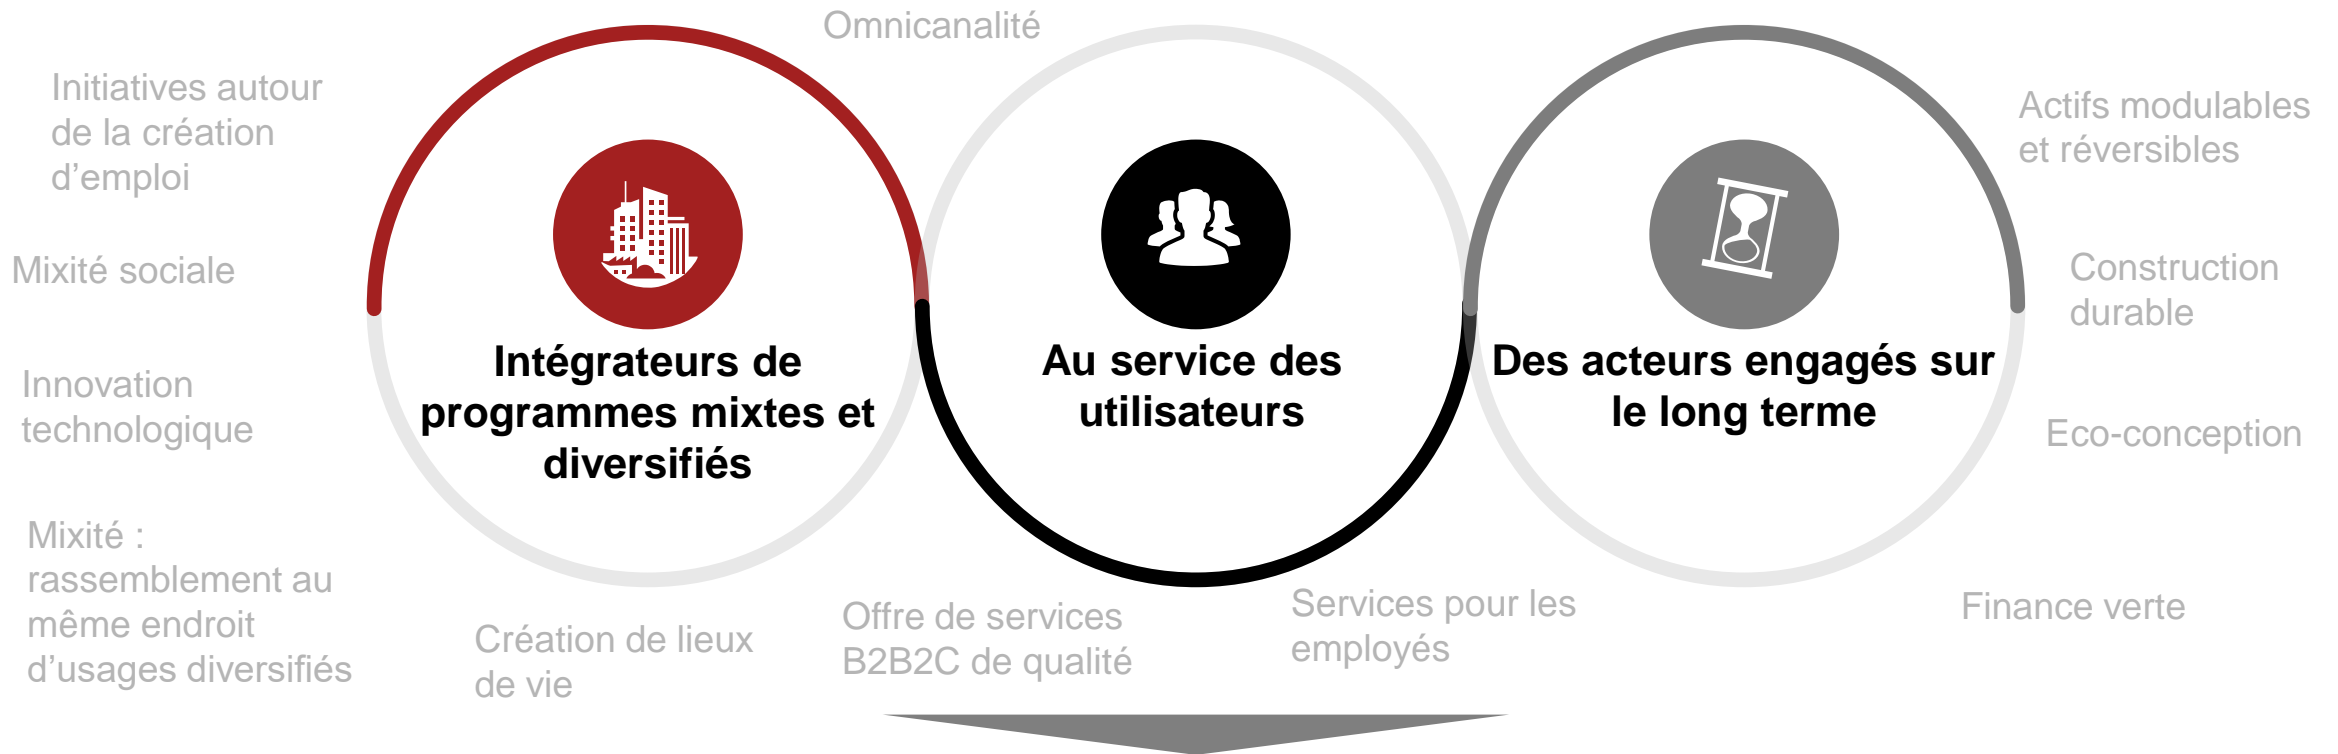 Omnicanalité
Initiatives autour
de la création
d’emploi
Mixité sociale
Innovation
technologique
Mixité :
rassemblement au
même endroit
d’usages diversifiés
Intégrateurs de
programmes mixtes et
diversifiés
Création de lieux
de vie
Au service des
utilisateurs
Offre de services
B2B2C de qualité
Services pour les
employés
Des acteurs engagés sur
le long terme
Actifs modulables
et réversibles
Construction
durable
Eco-conception
Finance verte